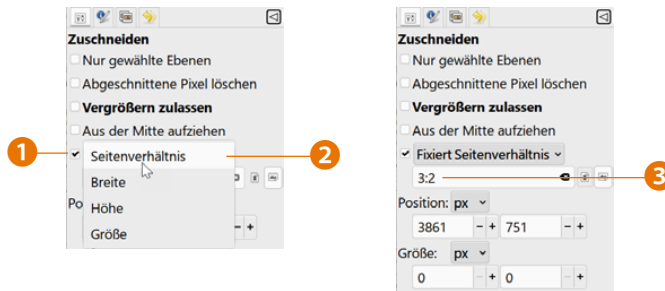 Zuschneiden
Nur gewählte Ebenen
Abgeschnittene Pixel löschen
Vergrößern zulassen
Aus der Mitte aufziehen
1
Seitenverhältnis
2
Breite
Po
Höhe
Größe
- +
Zuschneiden
Nur gewählte Ebenen
Abgeschnittene Pixel löschen
Vergrößern zulassen
Aus der Mitte aufziehen
Fixiert Seitenverhältnis
3:2
3
Position: px
3861 - + 751 - +
Größe: px
0 - + 0 - +